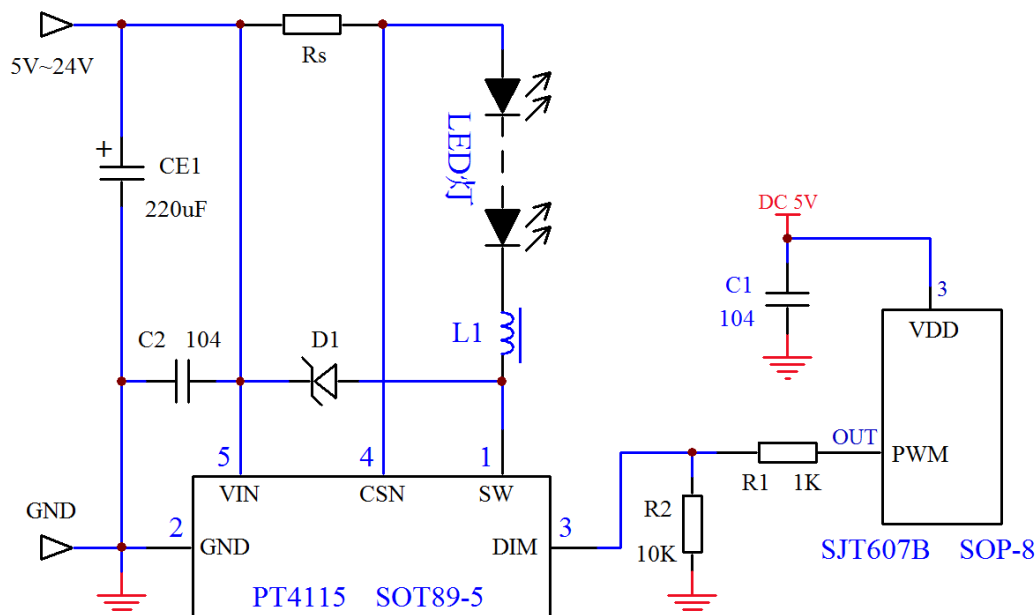 5V~24V
Rs
LED灯
+
CE1
220uF
DC 5V
C1
104
3
VDD
L1
C2 104
D1
5
4
1
VIN
CSN
SW
OUT
PWM
R1 1K
GND
2
GND
3
DIM
R2
10K
SJT607B SOP-8
PT4115 SOT89-5